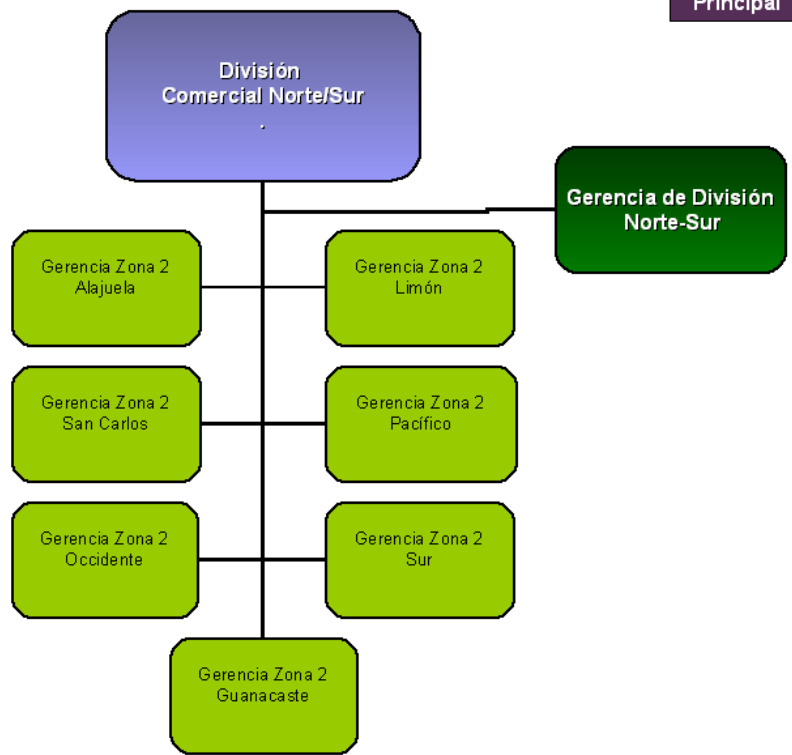 Principal
División
Comercial Norte/Sur
.
Gerencia de División
Norte-Sur
Gerencia Zona 2
Alajuela
Gerencia Zona 2
Limón
Gerencia Zona 2
San Carlos
Gerencia Zona 2
Pacífico
Gerencia Zona 2
Occidente
Gerencia Zona 2
Sur
Gerencia Zona 2
Guanacaste